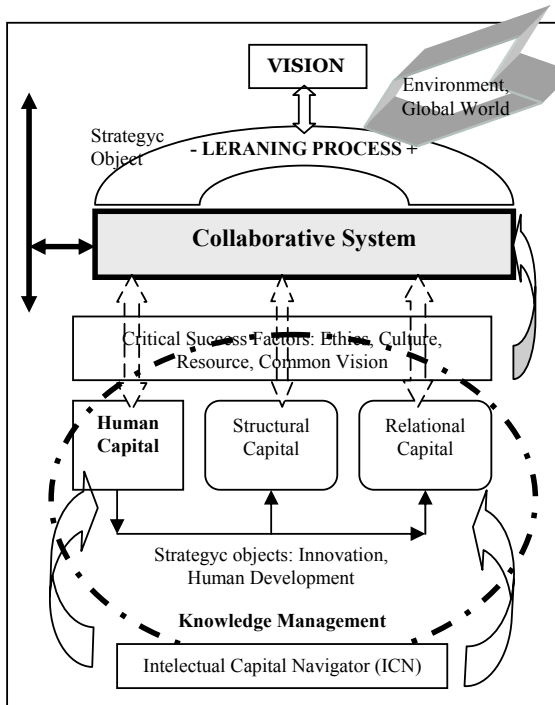 VISION
Environment,
Global World
Strategyc
Object
- LERANING PROCESS +
Collaborative System
Critical Success Factors: Ethics, Culture,
Resource, Common Vision
Human
Capital
Structural
Capital
Relational
Capital
Strategyc objects: Innovation,
Human Development
Knowledge Management
Intelectual Capital Navigator (ICN)